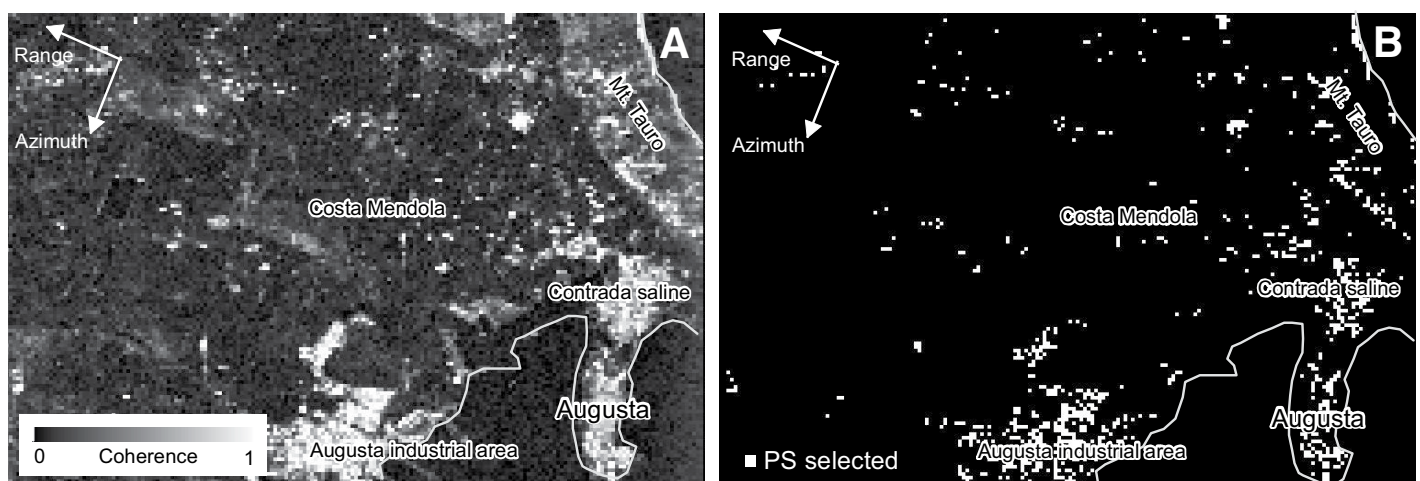 A
Range
Azimuth
Mt. Tauro
Costa Mendola
Contrada saline
Augusta
Augusta industrial area
0 Coherence 1
B
Range
Azimuth
Mt. Tauro
Costa Mendola
Contrada saline
Augusta
Augusta industrial area
PS selected